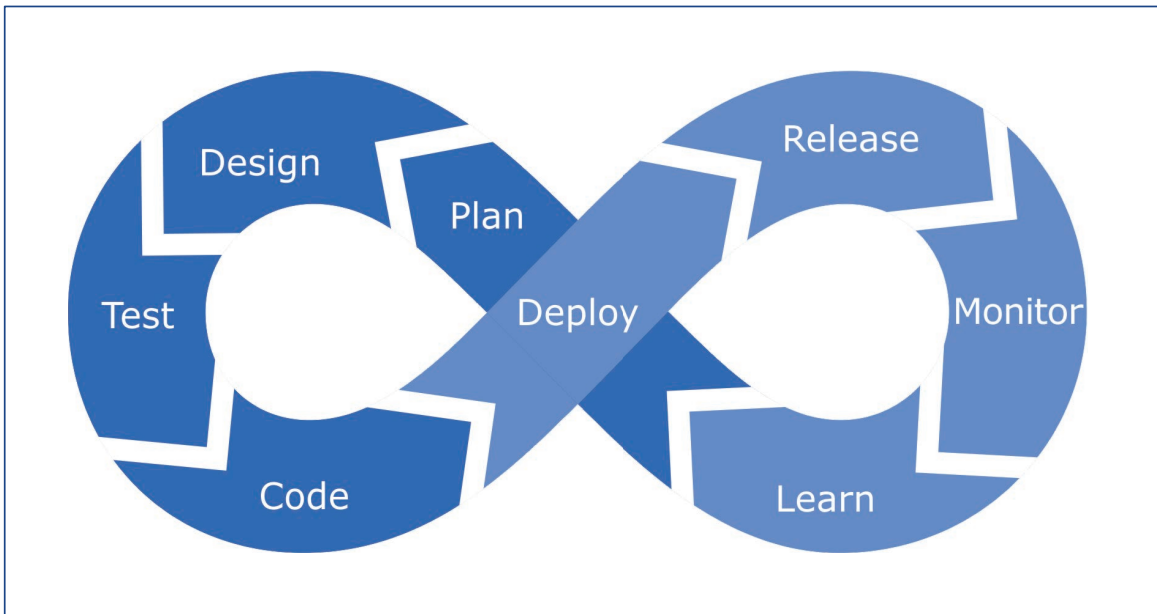 Design
Release
Plan
Test
Deploy
Monitor
Code
Learn